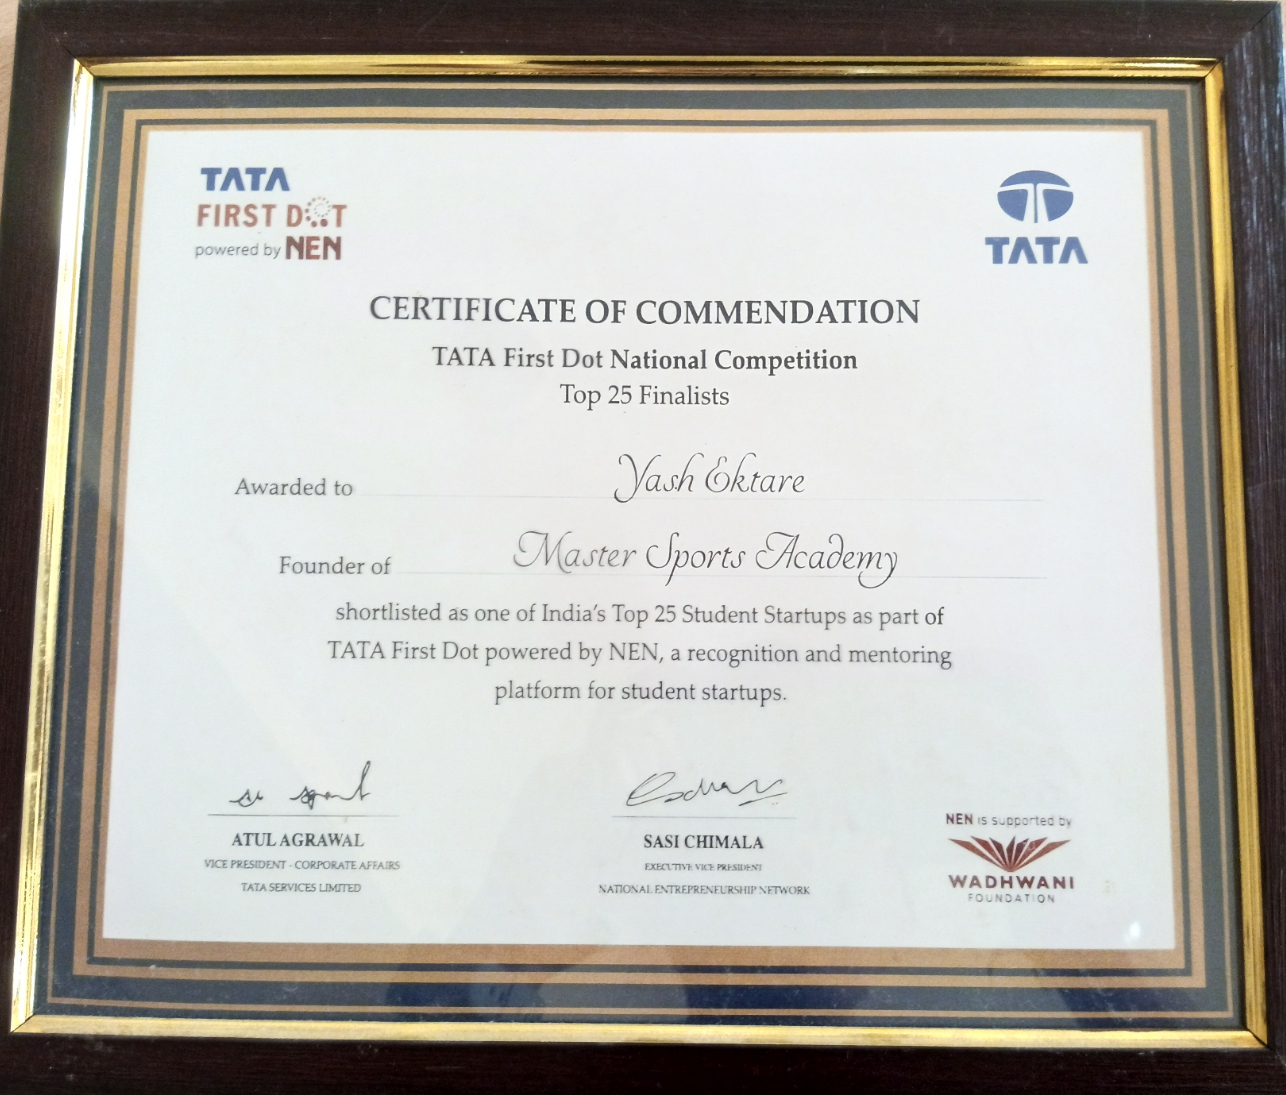 TATA
FIRST DOT
powered by NEN
TATA
CERTIFICATE OF COMMENDATION
TATA First Dot National Competition
Top 25 Finalists
Awarded to Yash Ektare
Founder of Master Sports Academy
shortlisted as one of India's Top 25 Student Startups as part of
TATA First Dot powered by NEN, a recognition and mentoring
platform for student startups.
ATUL AGRAWAL
VICE PRESIDENT - CORPORATE AFFAIRS
TATA SERVICES LIMITED
SASI CHIMALA
EXECUTIVE VICE PRESIDENT
NATIONAL ENTREPRENEURSHIP NETWORK
NEN is supported by
WADHWANI
FOUNDATION